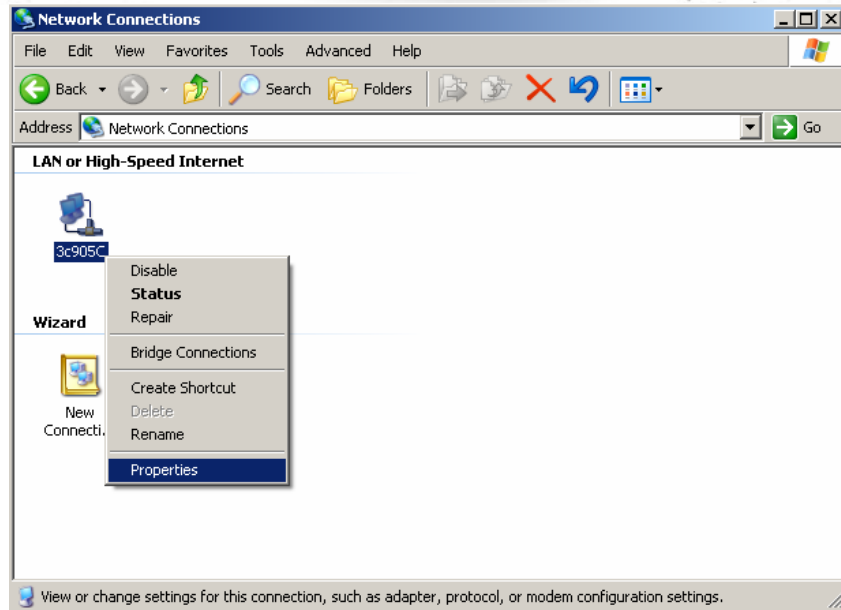 Network Connections
File Edit View Favorites Tools Advanced Help
Back Search Folders
Address Network Connections Go
LAN or High-Speed Internet
3c905C
Disable
Status
Repair
Wizard
Bridge Connections
Create Shortcut
New
Connecti.
Delete
Rename
Properties
View or change settings for this connection, such as adapter, protocol, or modem configuration settings.